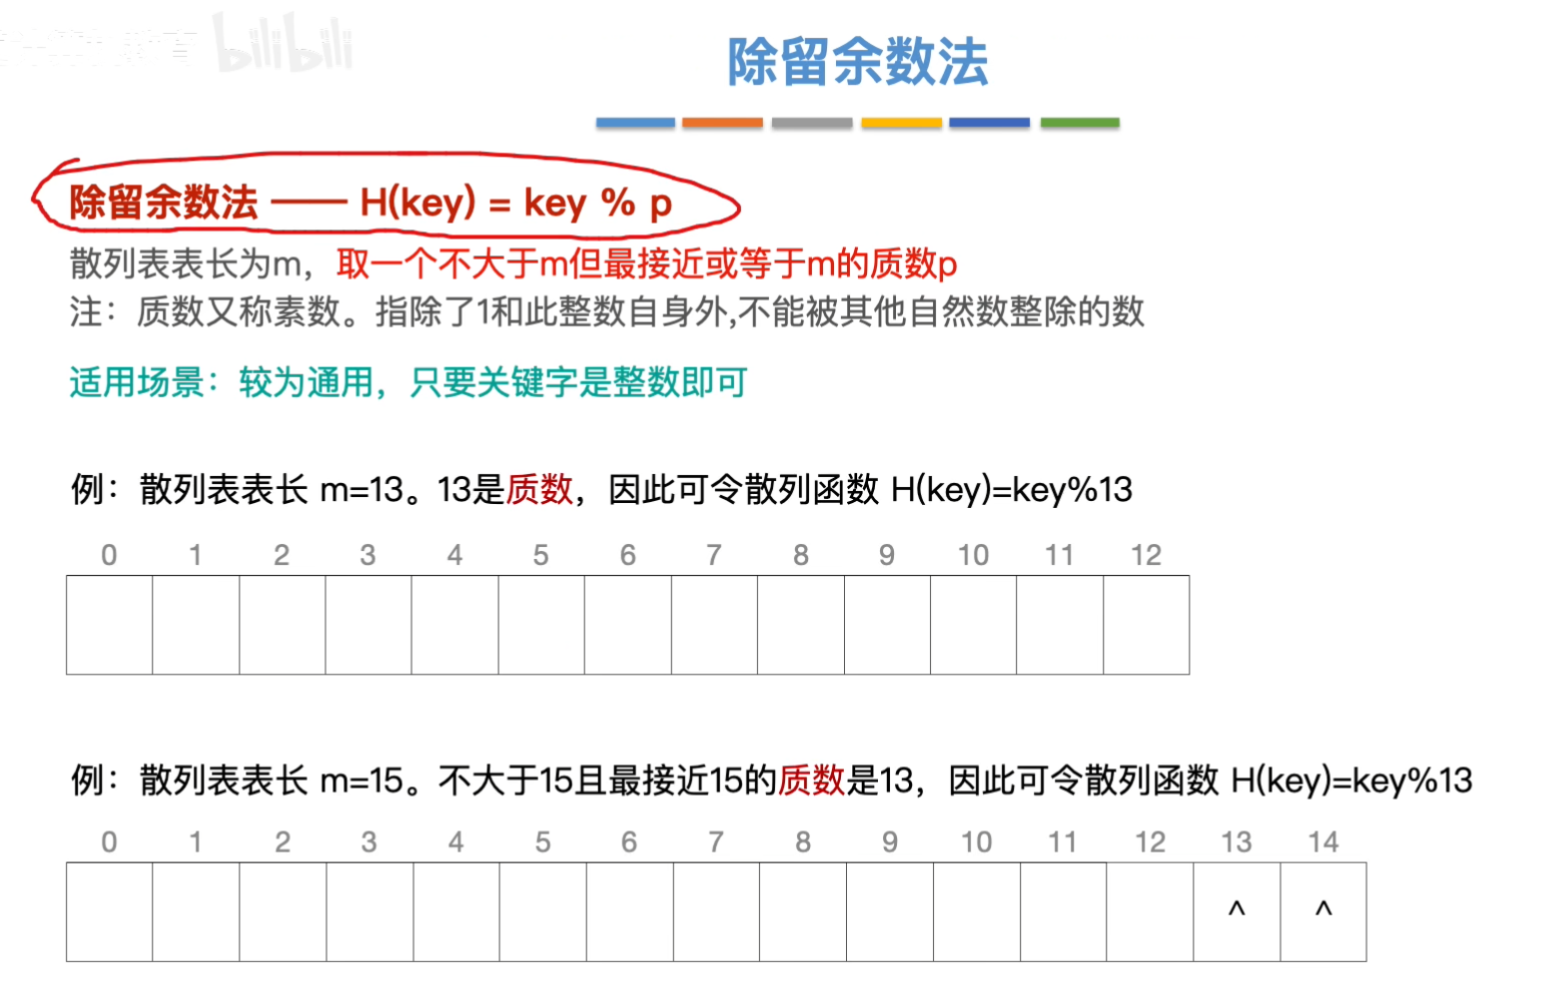 bilibili
除留余数法
除留余数法 —— H(key) = key % p
散列表表长为m，取一个不大于m但最接近或等于m的质数p
注：质数又称素数。指除了1和此整数自身外,不能被其他自然数整除的数
适用场景：较为通用，只要关键字是整数即可
例：散列表表长 m=13。13是质数，因此可令散列函数 H(key)=key%13
0 1 2 3 4 5 6 7 8 9 10 11 12
例：散列表表长 m=15。不大于15且最接近15的质数是13，因此可令散列函数 H(key)=key%13
0 1 2 3 4 5 6 7 8 9 10 11 12 13 14
^ ^